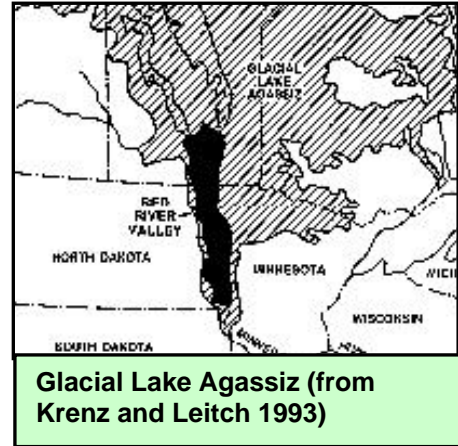 GLACIAL
LAKE
AGASSIZ
RED
RIVER
VALLEY
NORTH DAKOTA
MINNESOTA
WISCONSIN
SOUTH DAKOTA
Glacial Lake Agassiz (from
Krenz and Leitch 1993)